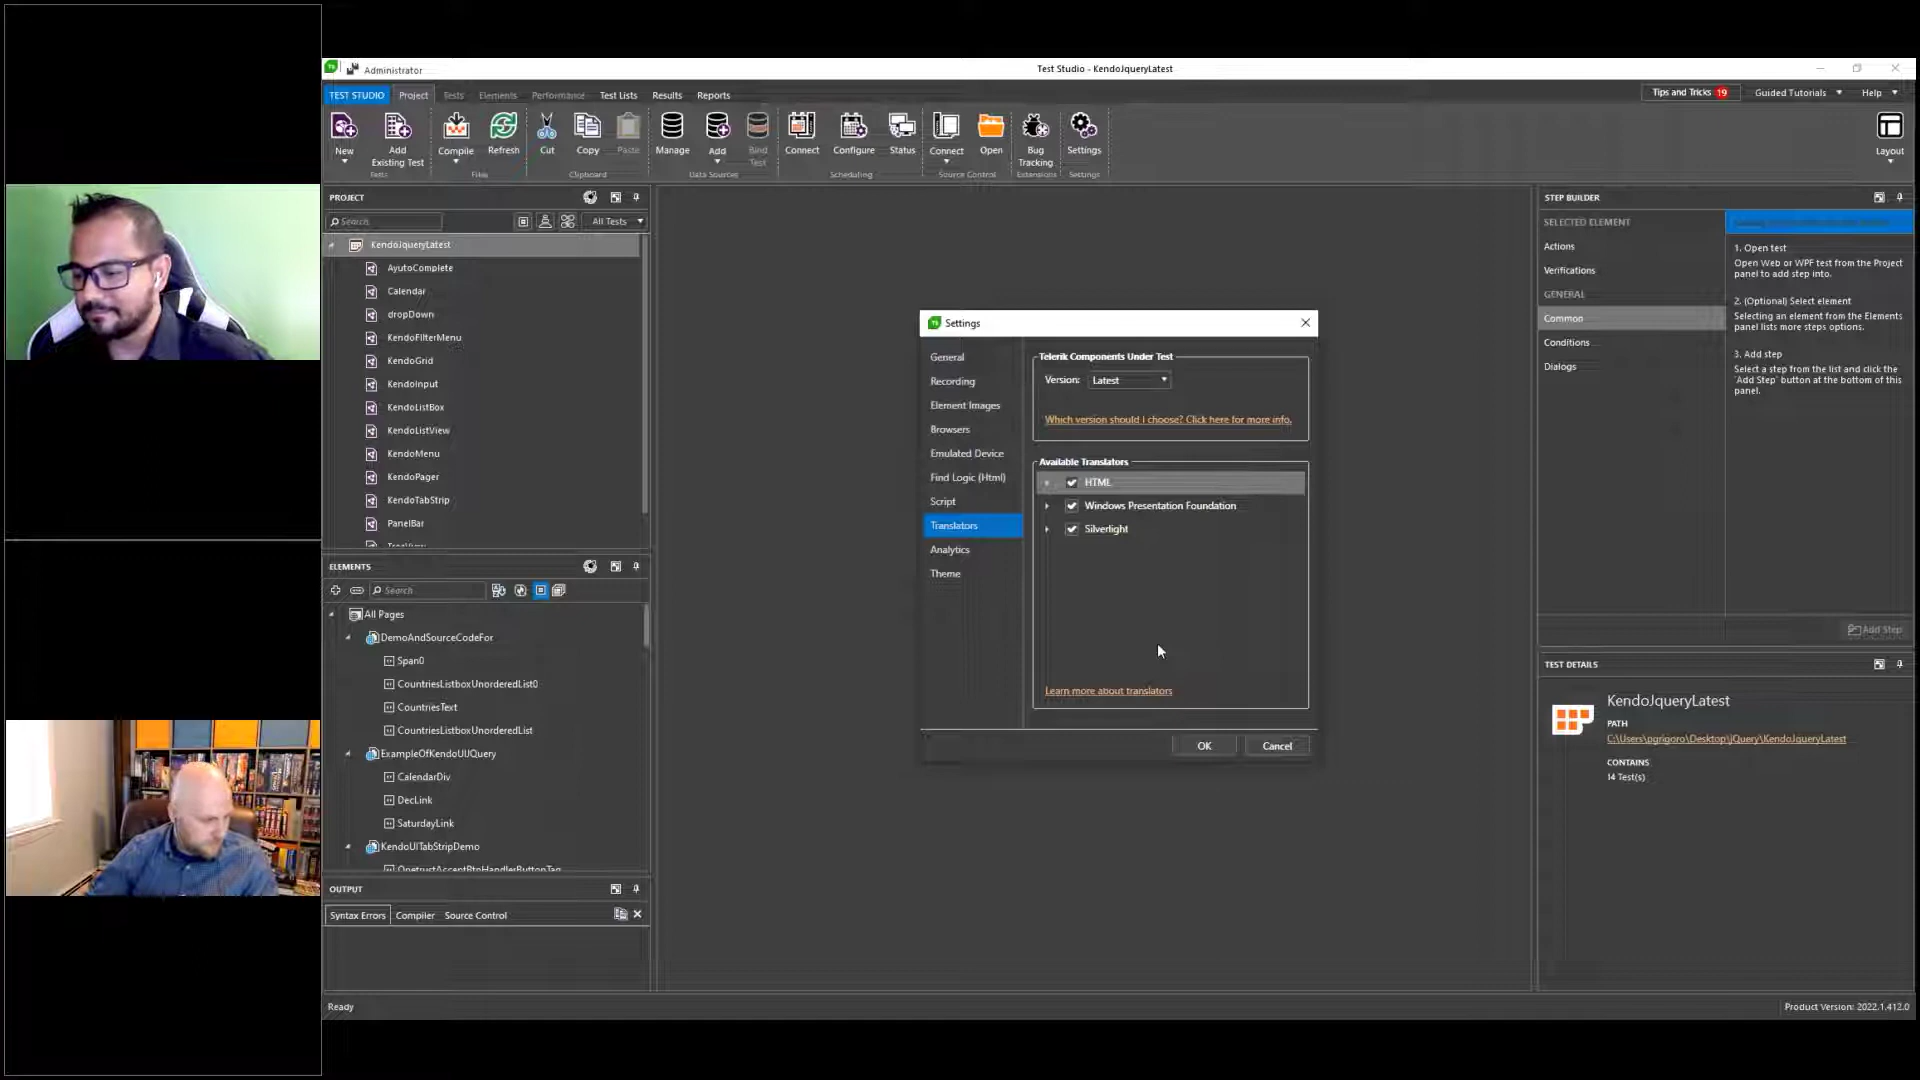 Administrator
Test Studio - KendoJqueryLatest
TEST STUDIO
Project
Tests
Elements
Performance
Test Lists
Results
Reports
Tips and Tricks 19
Guided Tutorials
Help
New
Add
Existing Test
Compile
Refresh
Cut
Copy
Paste
Manage
Add
Bind
Test
Connect
Configure
Status
Connect
Open
Bug
Tracking
Settings
Layout
Files
Clipboard
Data Sources
Scheduling
Source Control
Extensions
Settings
PROJECT
Search
All Tests
KendoJqueryLatest
AyutoComplete
Calendar
dropDown
KendoFilterMenu
KendoGrid
KendoInput
KendoListBox
KendoListView
KendoMenu
KendoPager
KendoTabStrip
PanelBar
ELEMENTS
Search
All Pages
DemoAndSourceCodeFor
Span0
CountriesListboxUnorderedList0
CountriesText
CountriesListboxUnorderedList
ExampleOfKendoUIJQuery
CalendarDiv
DecLink
SaturdayLink
KendoUITabStripDemo
OnetrustAcceptBtnHandlerButtonTag
OUTPUT
Syntax Errors
Compiler
Source Control
Ready
Settings
General
Recording
Element Images
Browsers
Emulated Device
Find Logic (Html)
Script
Translators
Analytics
Theme
Telerik Components Under Test
Version: Latest
Which version should I choose? Click here for more info.
Available Translators
HTML
Windows Presentation Foundation
Silverlight
Learn more about translators
OK
Cancel
STEP BUILDER
SELECTED ELEMENT
Actions
Verifications
GENERAL
Common
Conditions
Dialogs
1. Open test
Open Web or WPF test from the Project
panel to add step into.
2. (Optional) Select element
Selecting an element from the Elements
panel lists more steps options.
3. Add step
Select a step from the list and click the
'Add Step' button at the bottom of this
panel.
Add Step
TEST DETAILS
KendoJqueryLatest
PATH
C:\Users\pgrigoro\Desktop\jQuery\KendoJqueryLatest
CONTAINS
14 Test(s)
Product Version: 2022.1.412.0